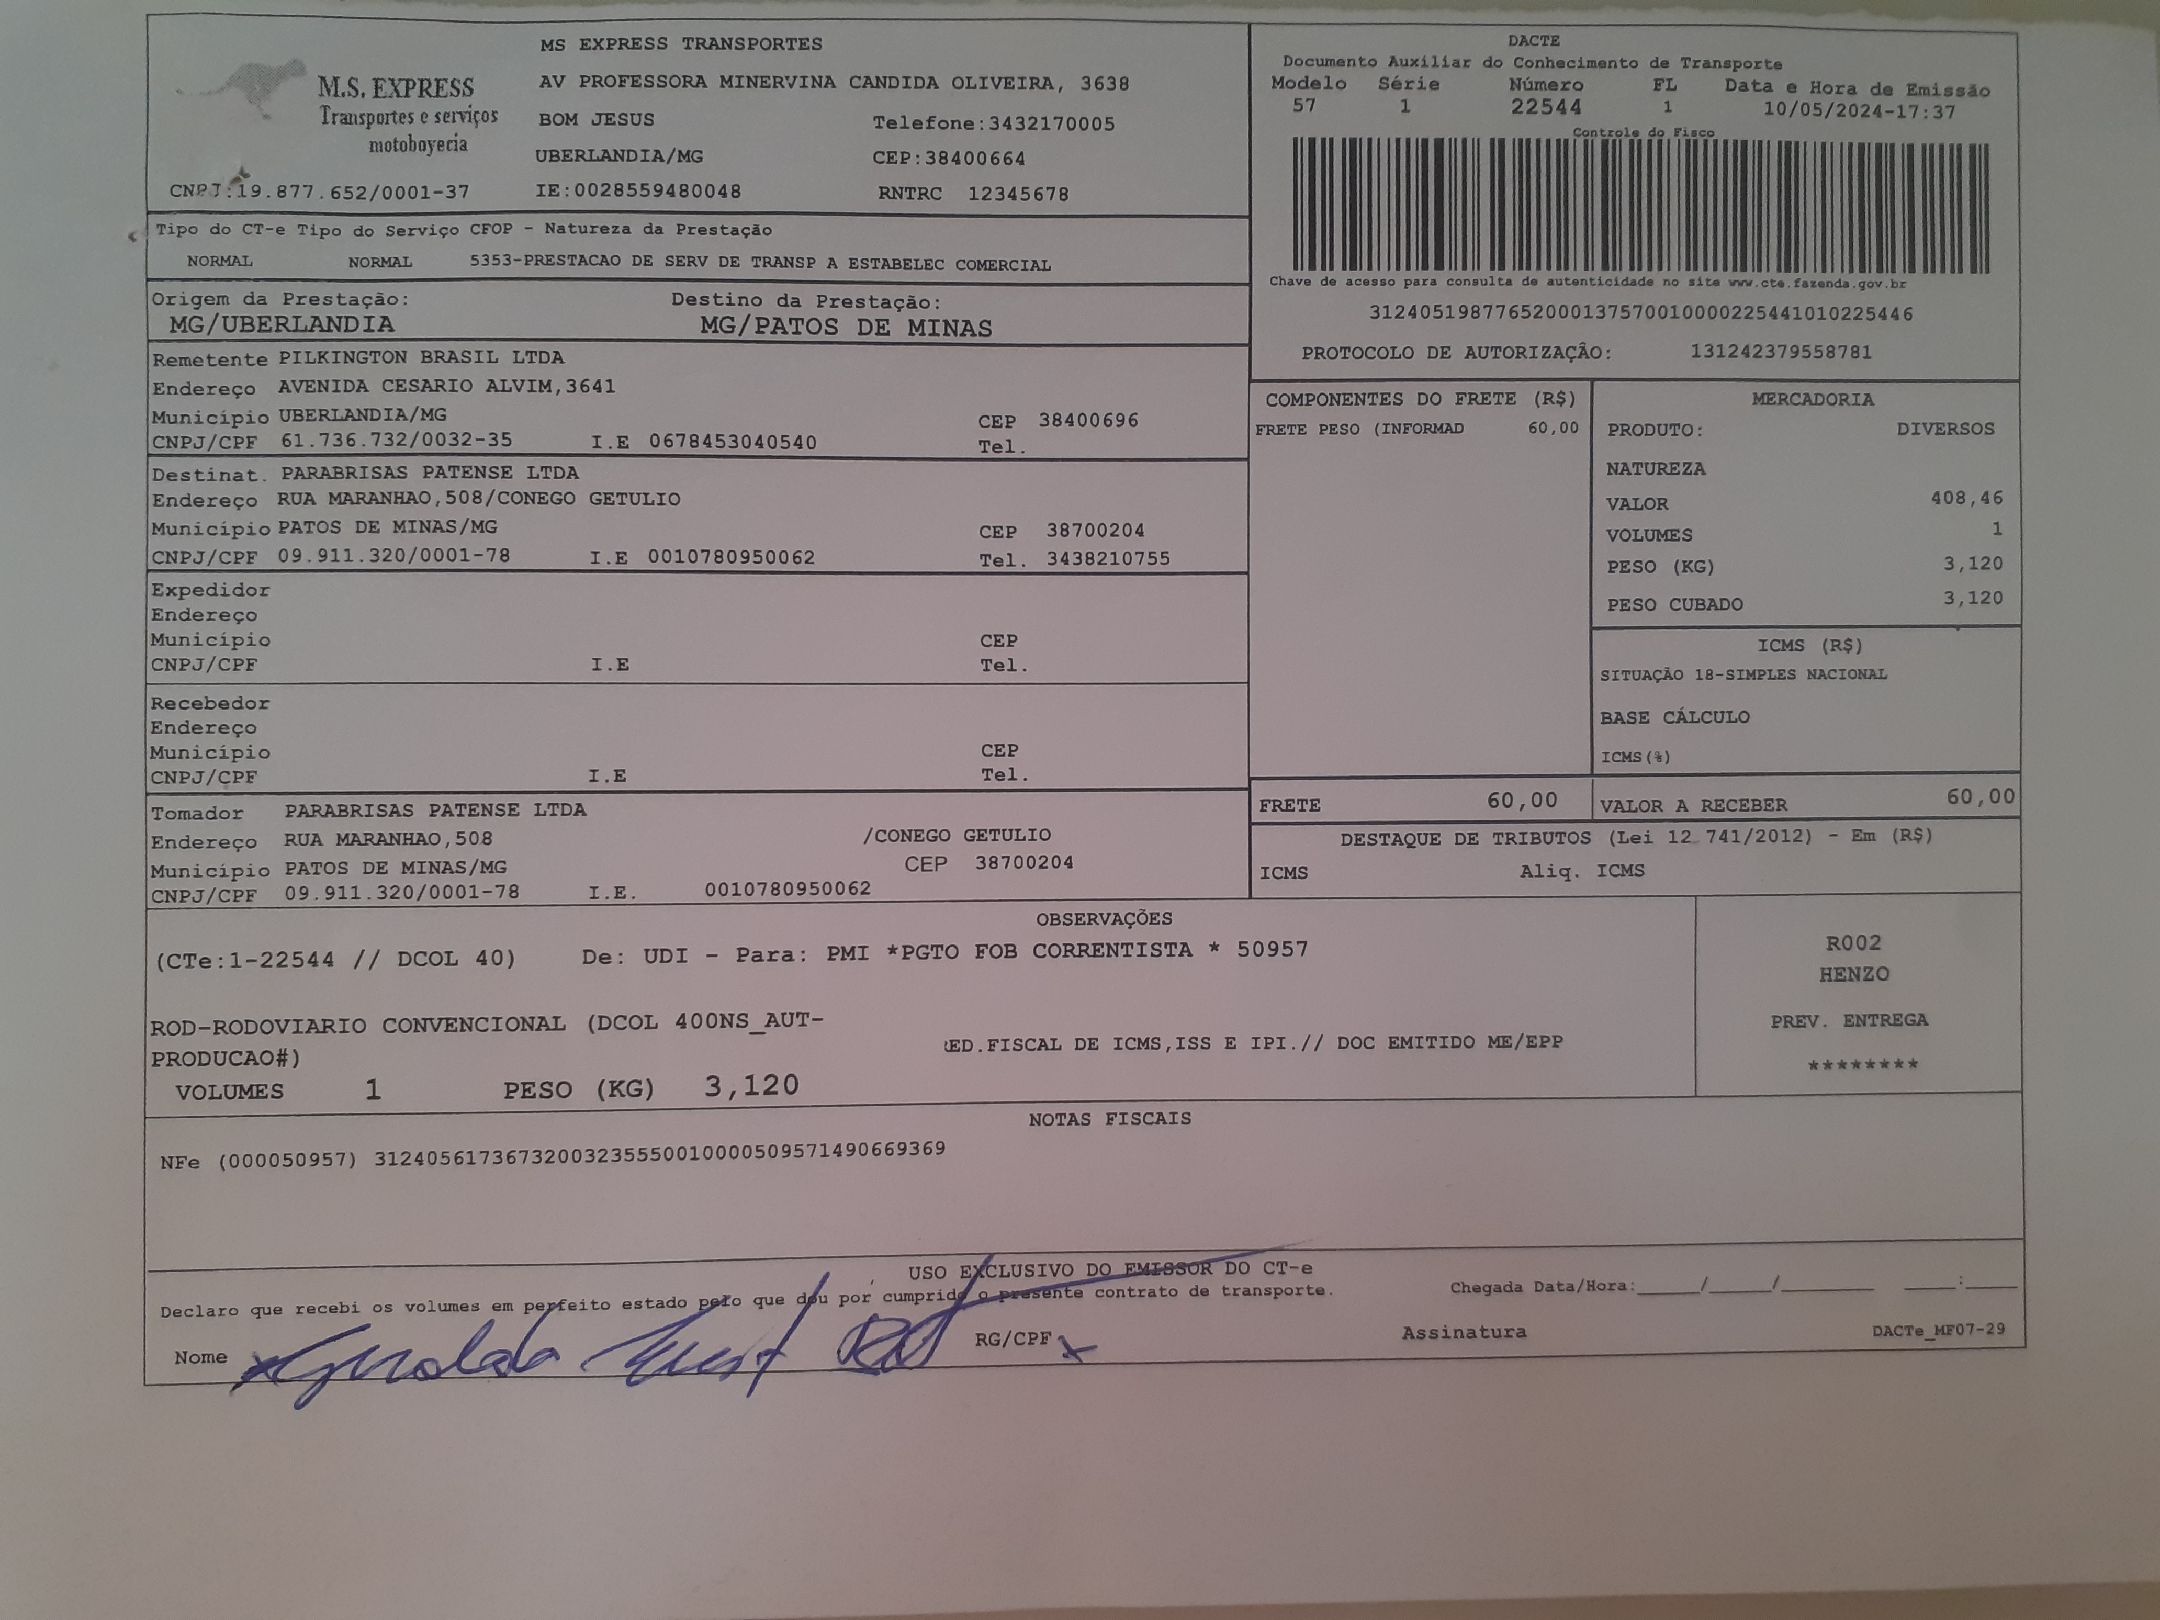 M.S. EXPRESS
Transportes e serviços
motoboyecia
CNPJ:19.877.652/0001-37
MS EXPRESS TRANSPORTES
AV PROFESSORA MINERVINA CANDIDA OLIVEIRA, 3638
BOM JESUS Telefone:3432170005
UBERLANDIA/MG CEP:38400664
IE:0028559480048 RNTRC 12345678
DACTE
Documento Auxiliar do Conhecimento de Transporte
Modelo Série Número FL Data e Hora de Emissão
57 1 22544 1 10/05/2024-17:37
Controle do Fisco
Chave de acesso para consulta de autenticidade no site www.cte.fazenda.gov.br
31240519877652000137570010000225441010225446
PROTOCOLO DE AUTORIZAÇÃO: 131242379558781
Tipo do CT-e Tipo do Serviço CFOP - Natureza da Prestação
NORMAL NORMAL 5353-PRESTACAO DE SERV DE TRANSP A ESTABELEC COMERCIAL
Origem da Prestação: Destino da Prestação:
MG/UBERLANDIA MG/PATOS DE MINAS
Remetente PILKINGTON BRASIL LTDA
Endereço AVENIDA CESARIO ALVIM,3641
Município UBERLANDIA/MG CEP 38400696
CNPJ/CPF 61.736.732/0032-35 I.E 0678453040540 Tel.
Destinat. PARABRISAS PATENSE LTDA
Endereço RUA MARANHAO,508/CONEGO GETULIO
Município PATOS DE MINAS/MG CEP 38700204
CNPJ/CPF 09.911.320/0001-78 I.E 0010780950062 Tel. 3438210755
Expedidor
Endereço
Município CEP
CNPJ/CPF I.E Tel.
Recebedor
Endereço
Município CEP
CNPJ/CPF I.E Tel.
Tomador PARABRISAS PATENSE LTDA
Endereço RUA MARANHAO,508 /CONEGO GETULIO
Município PATOS DE MINAS/MG CEP 38700204
CNPJ/CPF 09.911.320/0001-78 I.E. 0010780950062
COMPONENTES DO FRETE (R$)
FRETE PESO (INFORMAD 60,00
MERCADORIA
PRODUTO: DIVERSOS
NATUREZA
VALOR 408,46
VOLUMES 1
PESO (KG) 3,120
PESO CUBADO 3,120
ICMS (R$)
SITUAÇÃO 18-SIMPLES NACIONAL
BASE CÁLCULO
ICMS(%)
FRETE 60,00 VALOR A RECEBER 60,00
DESTAQUE DE TRIBUTOS (Lei 12.741/2012) - Em (R$)
ICMS Aliq. ICMS
OBSERVAÇÕES
(CTe:1-22544 // DCOL 40) De: UDI - Para: PMI *PGTO FOB CORRENTISTA * 50957
ROD-RODOVIARIO CONVENCIONAL (DCOL 400NS_AUT-
PRODUCAO#)
ED.FISCAL DE ICMS,ISS E IPI.// DOC EMITIDO ME/EPP
VOLUMES 1 PESO (KG) 3,120
R002
HENZO
PREV. ENTREGA
********
NOTAS FISCAIS
NFe (000050957) 31240561736732003235550010000509571490669369
USO EXCLUSIVO DO EMISSOR DO CT-e
Declaro que recebi os volumes em perfeito estado pelo que dou por cumprido o presente contrato de transporte.
Chegada Data/Hora:_____/_____/_______ ____:____
Nome RG/CPF x Assinatura DACTe_MF07-29